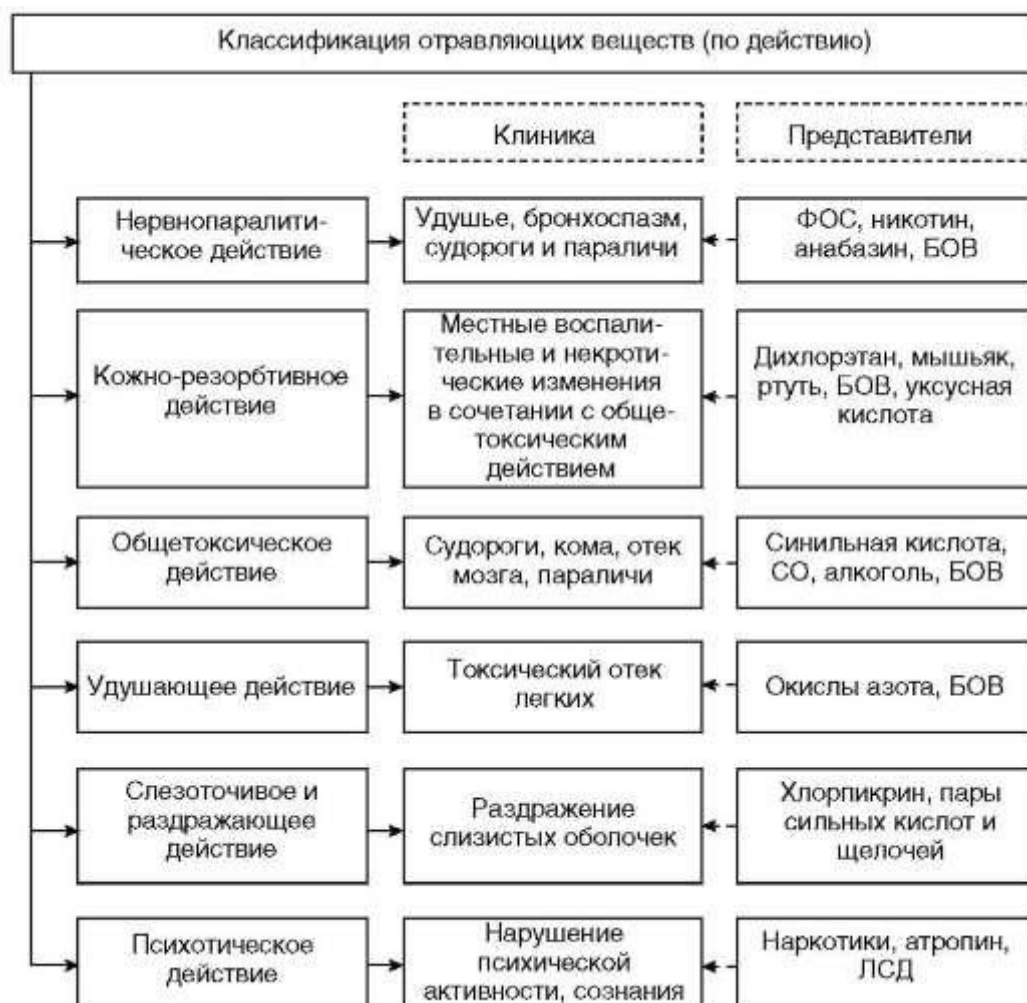 Классификация отравляющих веществ (по действию)
Клиника
Представители
Нервнопаралити-
ческое действие
Удушье, бронхоспазм,
судороги и параличи
ФОС, никотин,
анабазин, БОВ
Кожно-резорбтивное
действие
Местные воспали-
тельные и некроти-
ческие изменения
в сочетании с обще-
токсическим
действием
Дихлорэтан, мышьяк,
ртуть, БОВ, уксусная
кислота
Общетоксическое
действие
Судороги, кома, отек
мозга, параличи
Синильная кислота,
СО, алкоголь, БОВ
Удушающее действие
Токсический отек
легких
Окислы азота, БОВ
Слезоточивое и
раздражающее
действие
Раздражение
слизистых оболочек
Хлорпикрин, пары
сильных кислот и
щелочей
Психотическое
действие
Нарушение
психической
активности, сознания
Наркотики, атропин,
ЛСД